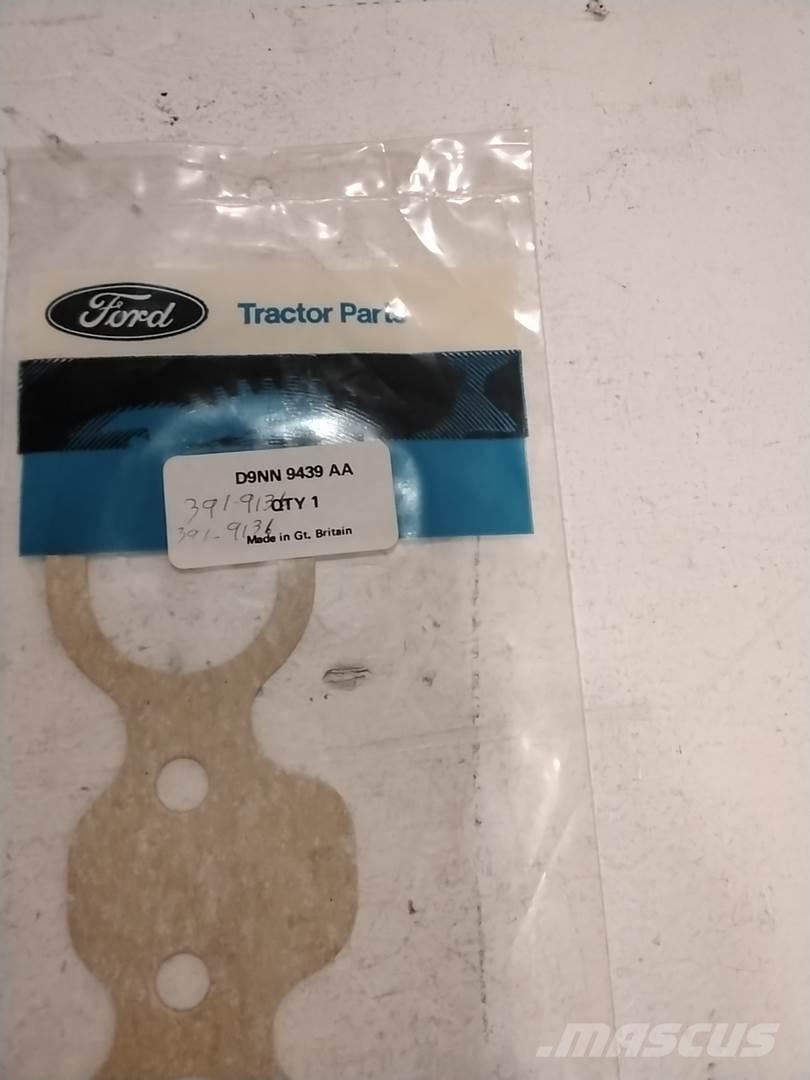 Ford Tractor Parts
D9NN 9439 AA
391-9136 QTY 1
391-9136 Made in Gt. Britain
MASCUS